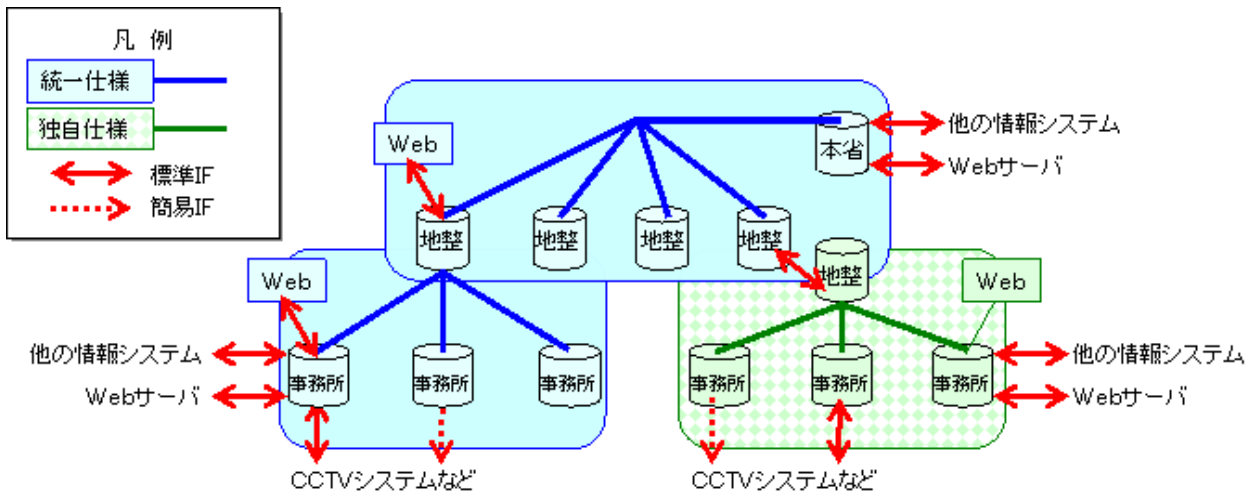 凡 例
統一仕様
独自仕様
標準IF
簡易IF
Web
本省
他の情報システム
Webサーバ
地整
地整
地整
地整
地整
Web
Web
他の情報システム
Webサーバ
事務所
事務所
事務所
事務所
事務所
事務所
他の情報システム
Webサーバ
CCTVシステムなど
CCTVシステムなど